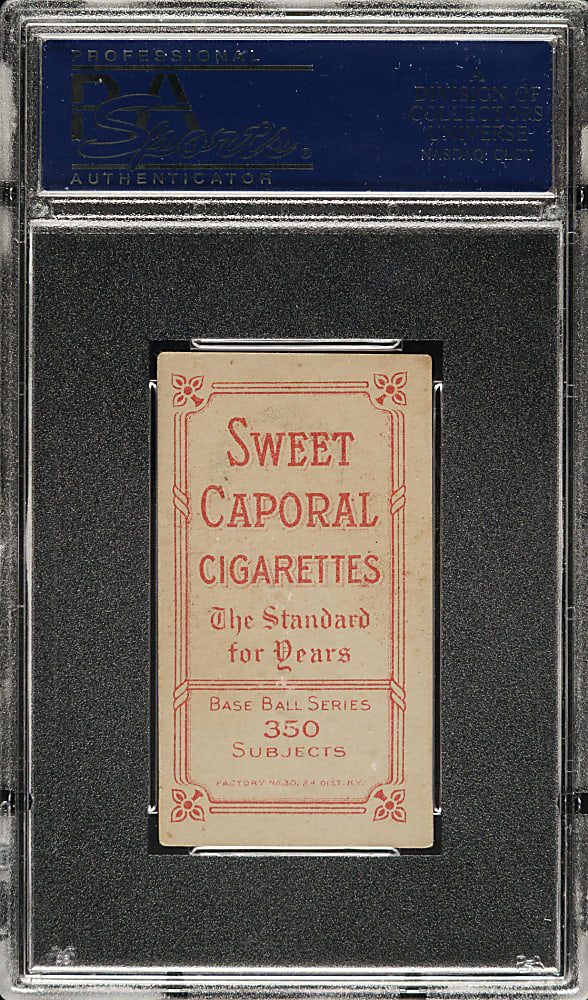 PROFESSIONAL
PSA
Sports
AUTHENTICATOR
A
DIVISION OF
COLLECTORS
UNIVERSE
NASDAQ: CLCT
SWEET
CAPORAL
CIGARETTES
The Standard
for Years
BASE BALL SERIES
350
SUBJECTS
FACTORY No. 30, 2d DIST. N.Y.
PSA